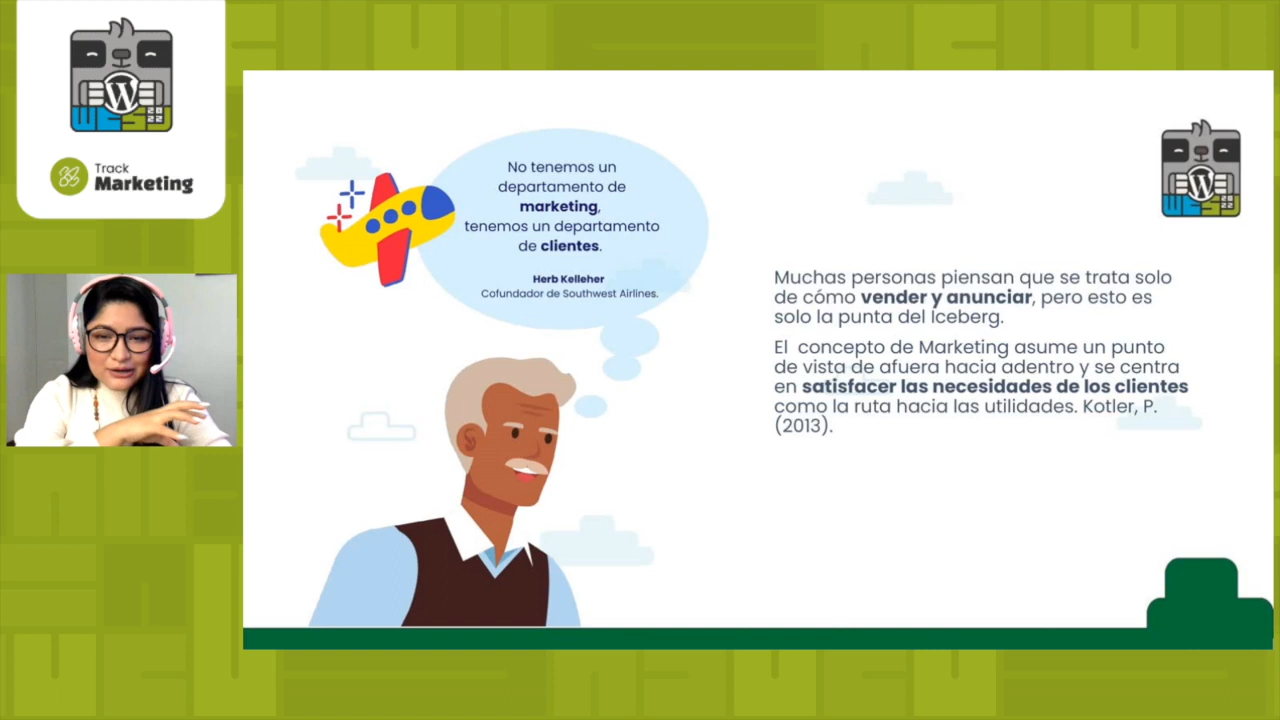 Track
Marketing
No tenemos un
departamento de
marketing,
tenemos un departamento
de clientes.
Herb Kelleher
Cofundador de Southwest Airlines.
Muchas personas piensan que se trata solo
de cómo vender y anunciar, pero esto es
solo la punta del Iceberg.
El concepto de Marketing asume un punto
de vista de afuera hacia adentro y se centra
en satisfacer las necesidades de los clientes
como la ruta hacia las utilidades. Kotler, P.
(2013).